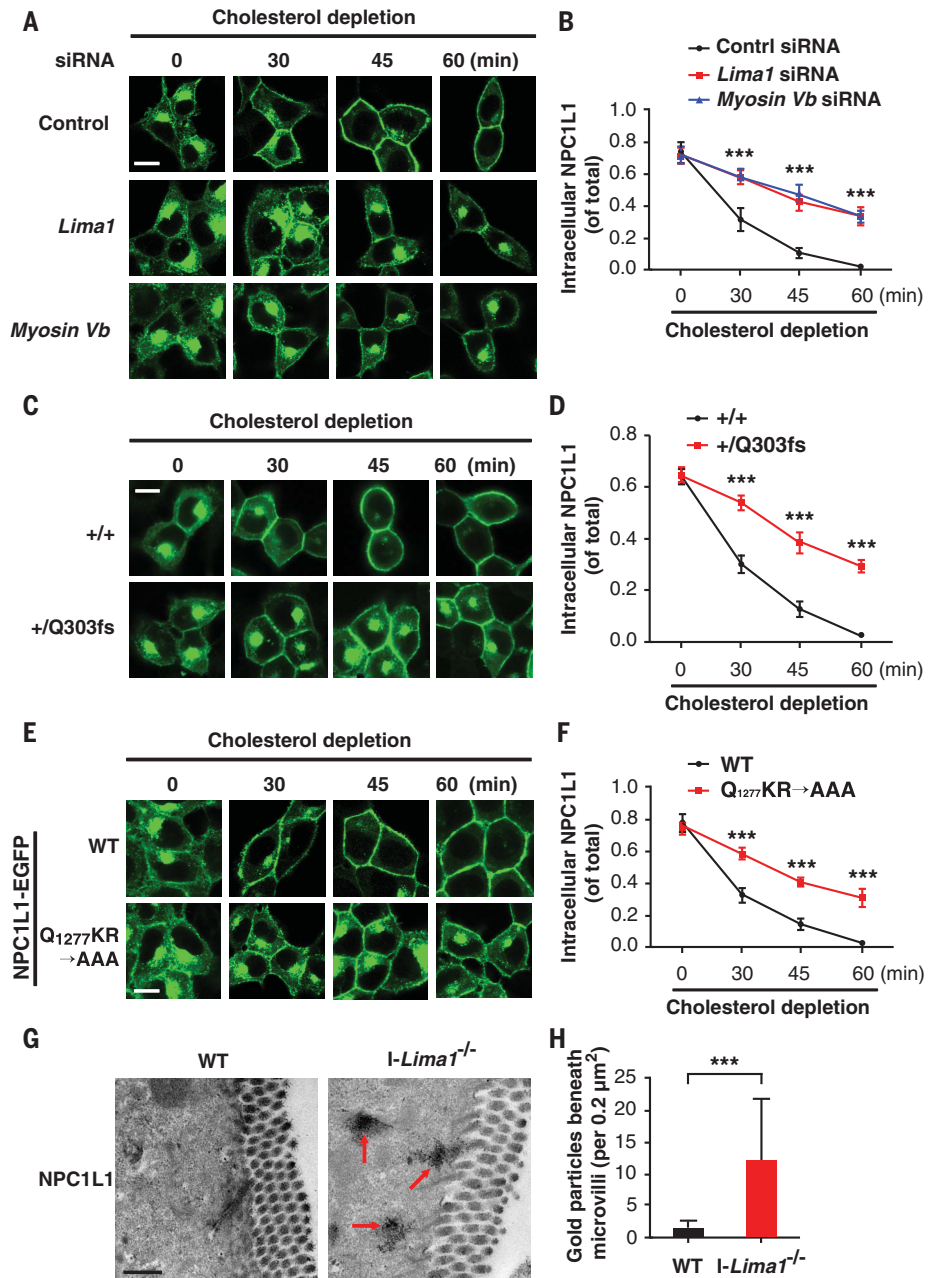 A
Cholesterol depletion
siRNA 0 30 45 60 (min)
Control
Lima1
Myosin Vb
B
Contrl siRNA
Lima1 siRNA
Myosin Vb siRNA
Intracellular NPC1L1
(of total)
1.0
0.8
0.6
0.4
0.2
0.0
*** *** ***
0 30 45 60 (min)
Cholesterol depletion
C
Cholesterol depletion
0 30 45 60 (min)
+/+
+/Q303fs
D
+/+
+/Q303fs
Intracellular NPC1L1
(of total)
0.8
0.6
0.4
0.2
0.0
*** *** ***
0 30 45 60 (min)
Cholesterol depletion
E
Cholesterol depletion
0 30 45 60 (min)
NPC1L1-EGFP
WT
Q₁₂₇₇KR
→AAA
F
WT
Q₁₂₇₇KR→AAA
Intracellular NPC1L1
(of total)
1.0
0.8
0.6
0.4
0.2
0.0
*** *** ***
0 30 45 60 (min)
Cholesterol depletion
G
WT I-Lima1⁻/⁻
NPC1L1
H
Gold particles beneath
microvilli (per 0.2 μm²)
25
20
15
10
5
0
***
WT I-Lima1⁻/⁻